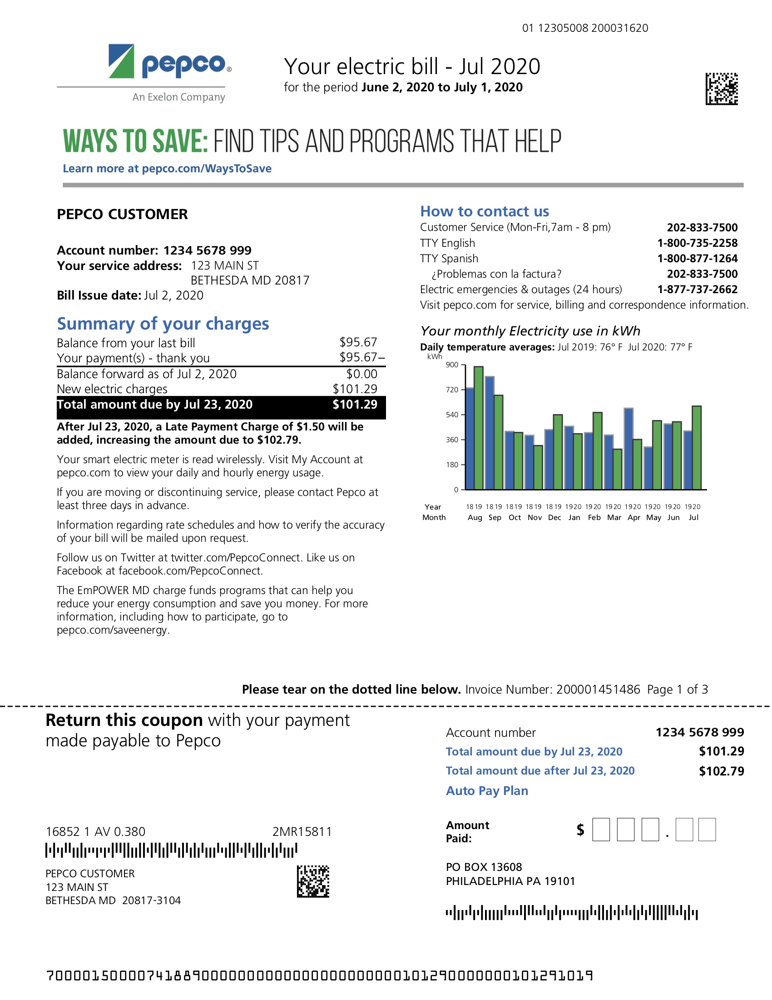 01 12305008 200031620
pepco®
An Exelon Company
Your electric bill - Jul 2020
for the period June 2, 2020 to July 1, 2020
WAYS TO SAVE: FIND TIPS AND PROGRAMS THAT HELP
Learn more at pepco.com/WaysToSave
PEPCO CUSTOMER
Account number: 1234 5678 999
Your service address: 123 MAIN ST
BETHESDA MD 20817
Bill Issue date: Jul 2, 2020
Summary of your charges
Balance from your last bill $95.67
Your payment(s) - thank you $95.67–
Balance forward as of Jul 2, 2020 $0.00
New electric charges $101.29
Total amount due by Jul 23, 2020 $101.29
After Jul 23, 2020, a Late Payment Charge of $1.50 will be
added, increasing the amount due to $102.79.
Your smart electric meter is read wirelessly. Visit My Account at
pepco.com to view your daily and hourly energy usage.
If you are moving or discontinuing service, please contact Pepco at
least three days in advance.
Information regarding rate schedules and how to verify the accuracy
of your bill will be mailed upon request.
Follow us on Twitter at twitter.com/PepcoConnect. Like us on
Facebook at facebook.com/PepcoConnect.
The EmPOWER MD charge funds programs that can help you
reduce your energy consumption and save you money. For more
information, including how to participate, go to
pepco.com/saveenergy.
How to contact us
Customer Service (Mon-Fri,7am - 8 pm) 202-833-7500
TTY English 1-800-735-2258
TTY Spanish 1-800-877-1264
¿Problemas con la factura? 202-833-7500
Electric emergencies & outages (24 hours) 1-877-737-2662
Visit pepco.com for service, billing and correspondence information.
Your monthly Electricity use in kWh
Daily temperature averages: Jul 2019: 76° F Jul 2020: 77° F
kWh
900
720
540
360
180
0
Year 18 19 18 19 18 19 18 19 18 19 19 20 19 20 19 20 19 20 19 20 19 20 19 20
Month Aug Sep Oct Nov Dec Jan Feb Mar Apr May Jun Jul
Please tear on the dotted line below. Invoice Number: 200001451486 Page 1 of 3
Return this coupon with your payment
made payable to Pepco
Account number 1234 5678 999
Total amount due by Jul 23, 2020 $101.29
Total amount due after Jul 23, 2020 $102.79
Auto Pay Plan
Amount
Paid: $ .
16852 1 AV 0.380 2MR15811
PEPCO CUSTOMER
123 MAIN ST
BETHESDA MD 20817-3104
PO BOX 13608
PHILADELPHIA PA 19101